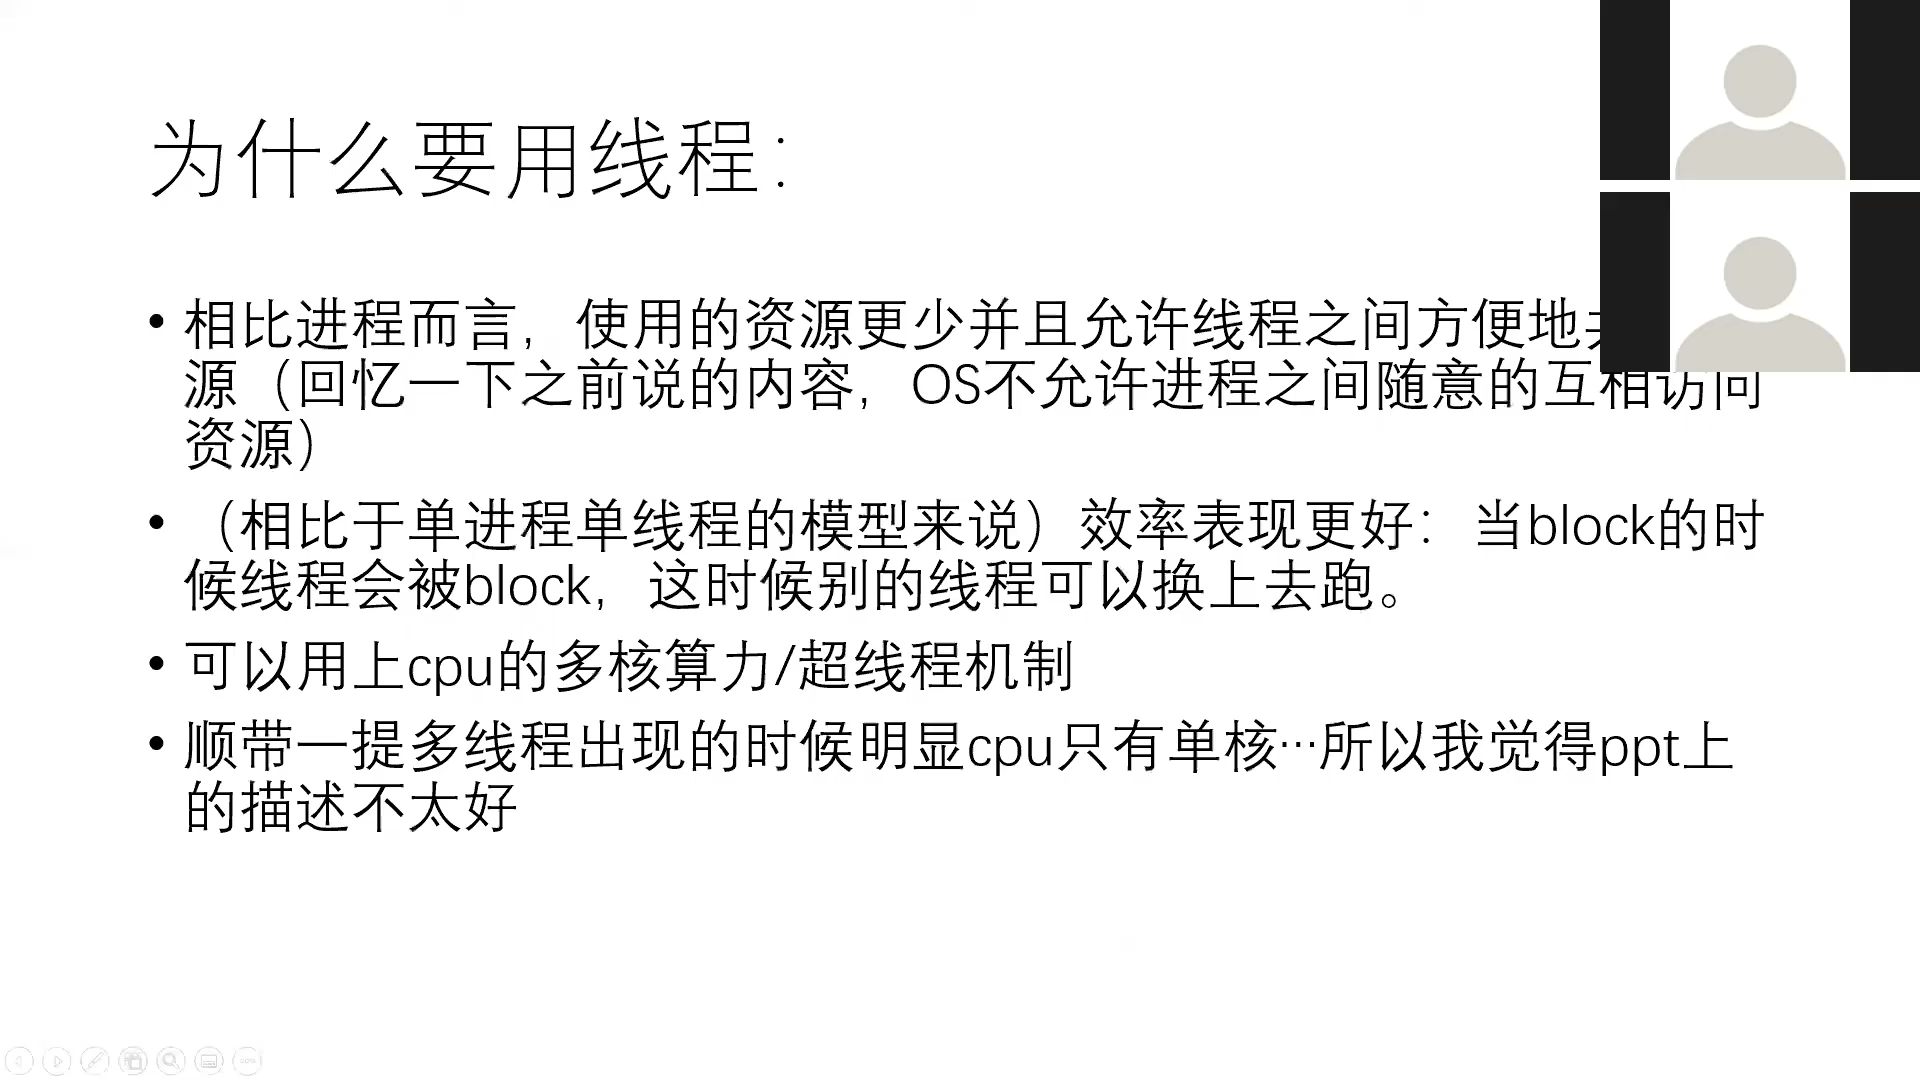 为什么要用线程：
• 相比进程而言，使用的资源更少并且允许线程之间方便地
源（回忆一下之前说的内容，OS不允许进程之间随意的互相访问
资源）
• （相比于单进程单线程的模型来说）效率表现更好：当block的时
候线程会被block，这时候别的线程可以换上去跑。
• 可以用上cpu的多核算力/超线程机制
• 顺带一提多线程出现的时候明显cpu只有单核…所以我觉得ppt上
的描述不太好